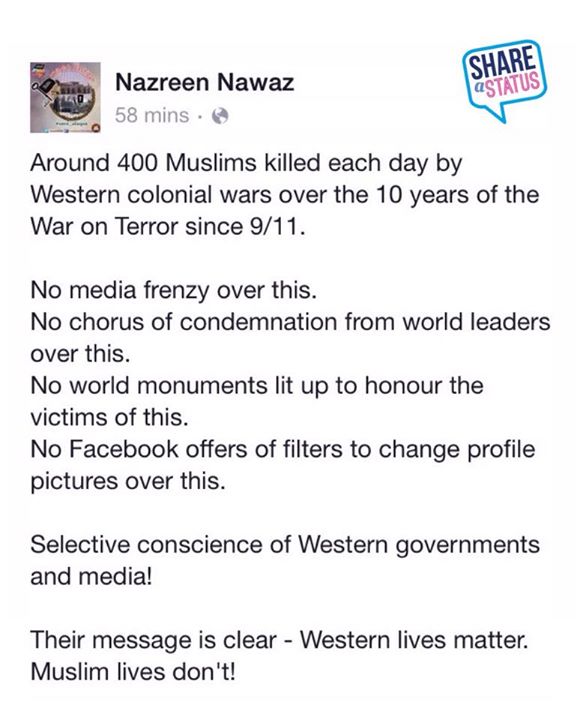 SHARE
aSTATUS
Nazreen Nawaz
58 mins ·
Around 400 Muslims killed each day by
Western colonial wars over the 10 years of the
War on Terror since 9/11.
No media frenzy over this.
No chorus of condemnation from world leaders
over this.
No world monuments lit up to honour the
victims of this.
No Facebook offers of filters to change profile
pictures over this.
Selective conscience of Western governments
and media!
Their message is clear - Western lives matter.
Muslim lives don't!